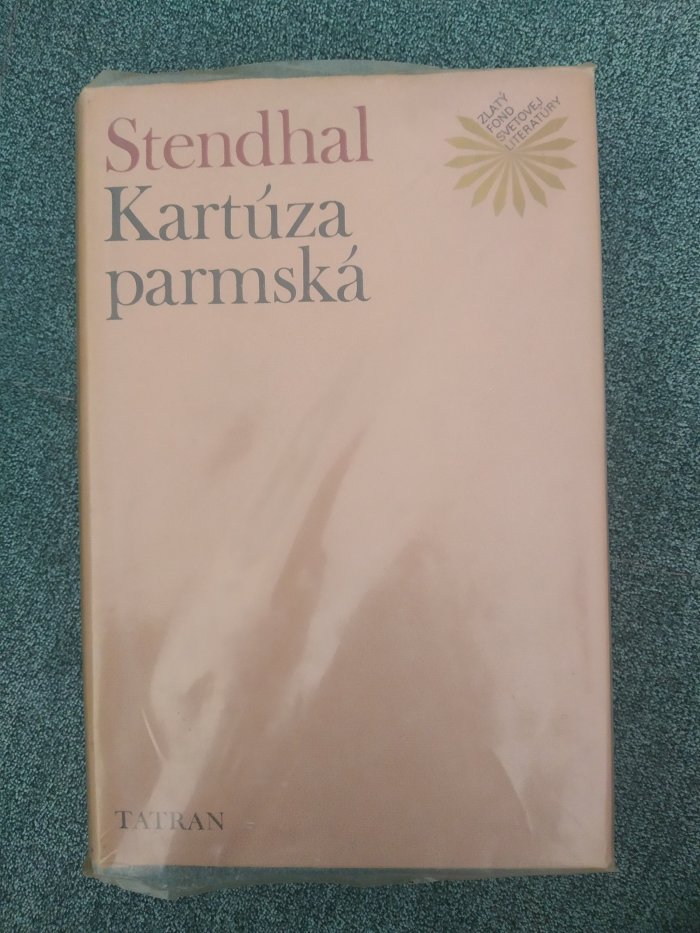 Stendhal
Kartúza
parmská
ZLATÝ
FOND
SVETOVEJ
LITERATÚRY
TATRAN